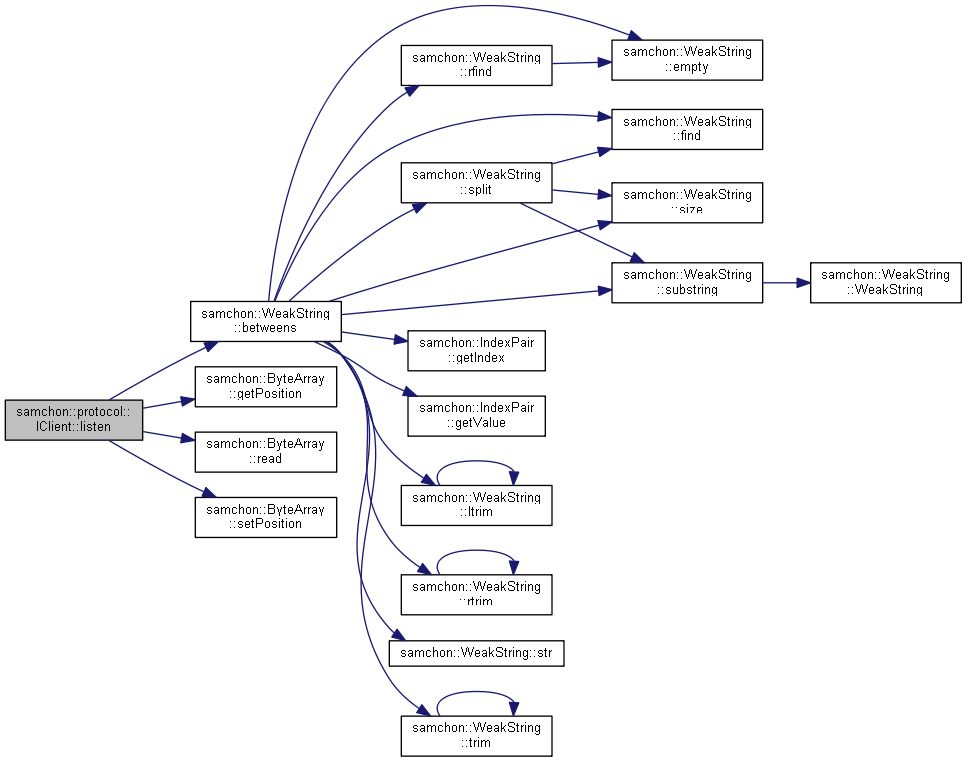 samchon::WeakString
::empty
samchon::WeakString
::rfind
samchon::WeakString
::find
samchon::WeakString
::split
samchon::WeakString
::size
samchon::WeakString
::substring
samchon::WeakString
::WeakString
samchon::WeakString
::betweens
samchon::IndexPair
::getIndex
samchon::ByteArray
::getPosition
samchon::IndexPair
::getValue
samchon::protocol::
IClient::listen
samchon::ByteArray
::read
samchon::WeakString
::ltrim
samchon::ByteArray
::setPosition
samchon::WeakString
::rtrim
samchon::WeakString::str
samchon::WeakString
::trim